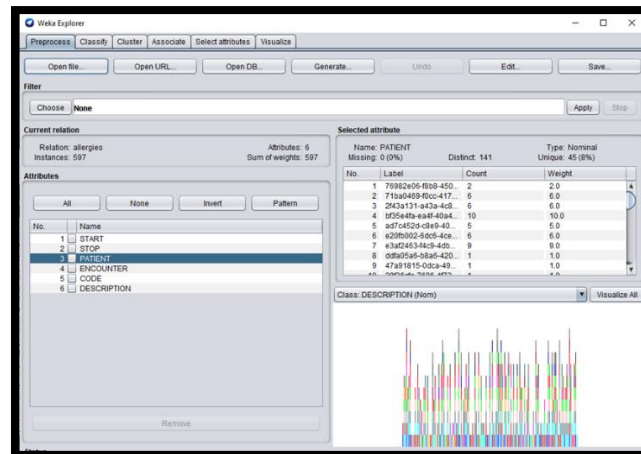 Weka Explorer
Preprocess Classify Cluster Associate Select attributes Visualize
Open file... Open URL... Open DB... Generate... Undo Edit... Save...
Filter
Choose None Apply Stop
Current relation
Relation: allergies Attributes: 6
Instances: 597 Sum of weights: 597
Attributes
All None Invert Pattern
No. Name
1 START
2 STOP
3 PATIENT
4 ENCOUNTER
5 CODE
6 DESCRIPTION
Remove
Selected attribute
Name: PATIENT Type: Nominal
Missing: 0 (0%) Distinct: 141 Unique: 45 (8%)
No. Label Count Weight
1 76982e06-f8b8-450... 2 2.0
2 71ba0469-f0cc-417... 6 6.0
3 2f43a131-a43a-4c8... 6 6.0
4 bf35e4fa-ea4f-40a4... 10 10.0
5 ad7c452d-c8e9-40... 5 5.0
6 e20fb002-6dc6-4ce... 6 6.0
7 e3af2463-f4c9-4db... 9 9.0
8 ddfa05a6-b8a6-420... 1 1.0
9 47a91815-0dca-49... 1 1.0
Class: DESCRIPTION (Nom) Visualize All